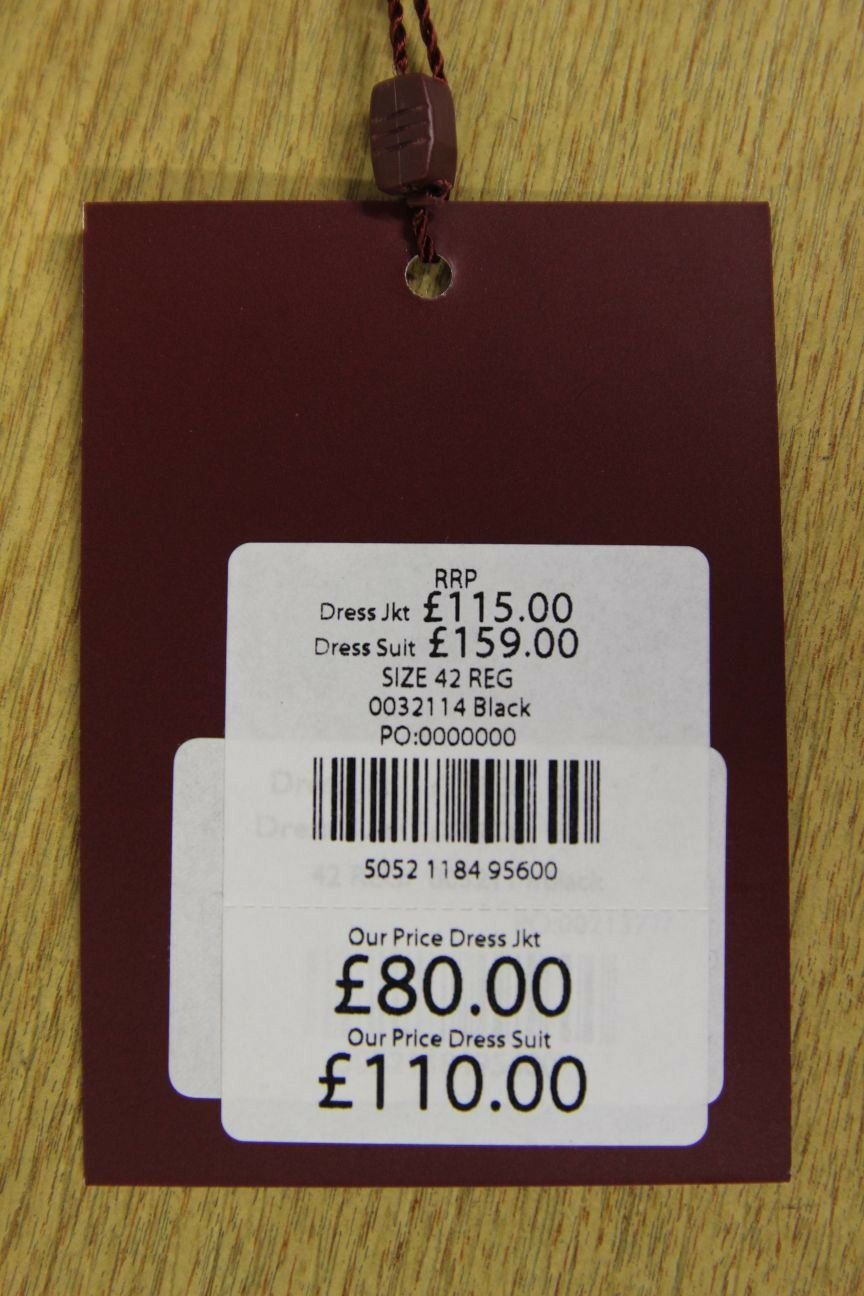 RRP
Dress Jkt £115.00
Dress Suit £159.00
SIZE 42 REG
0032114 Black
PO:0000000
5052 1184 95600
Our Price Dress Jkt
£80.00
Our Price Dress Suit
£110.00